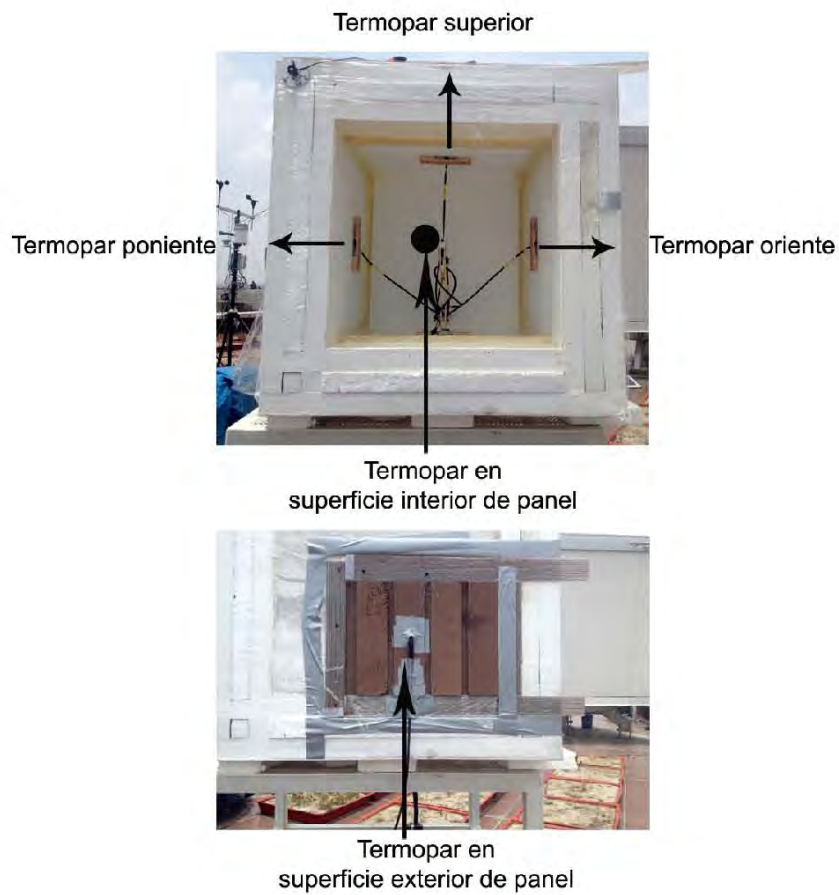 Termopar superior
Termopar poniente
Termopar oriente
Termopar en
superficie interior de panel
Termopar en
superficie exterior de panel